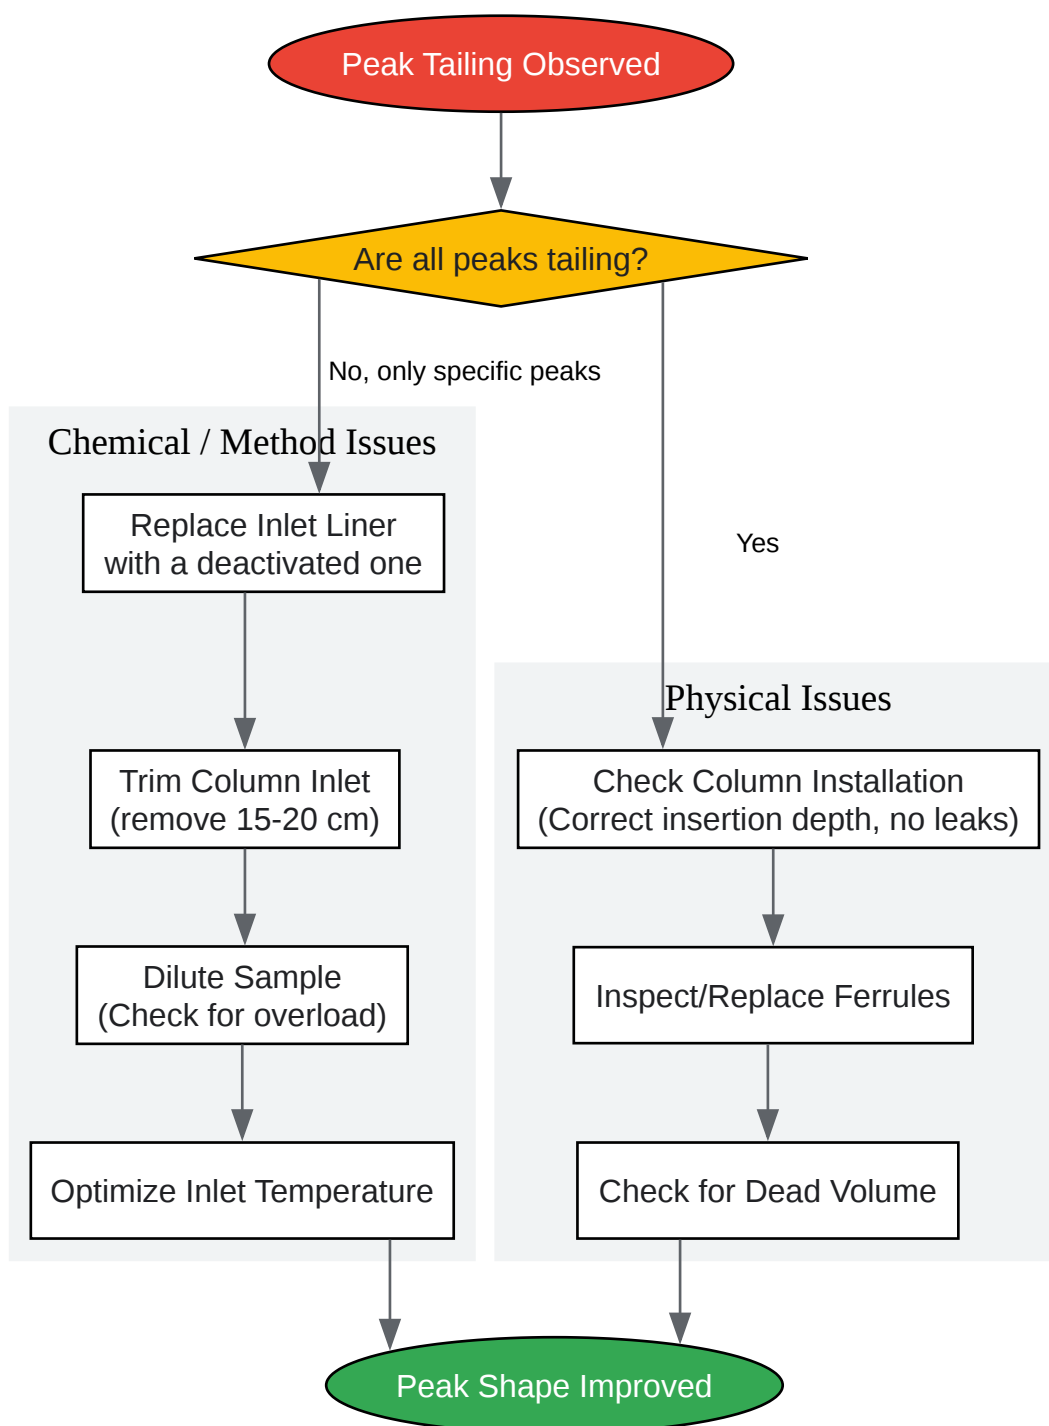 Peak Tailing Observed
Are all peaks tailing?
No, only specific peaks
Chemical / Method Issues
Replace Inlet Liner
with a deactivated one
Trim Column Inlet
(remove 15-20 cm)
Dilute Sample
(Check for overload)
Optimize Inlet Temperature
Yes
Physical Issues
Check Column Installation
(Correct insertion depth, no leaks)
Inspect/Replace Ferrules
Check for Dead Volume
Peak Shape Improved